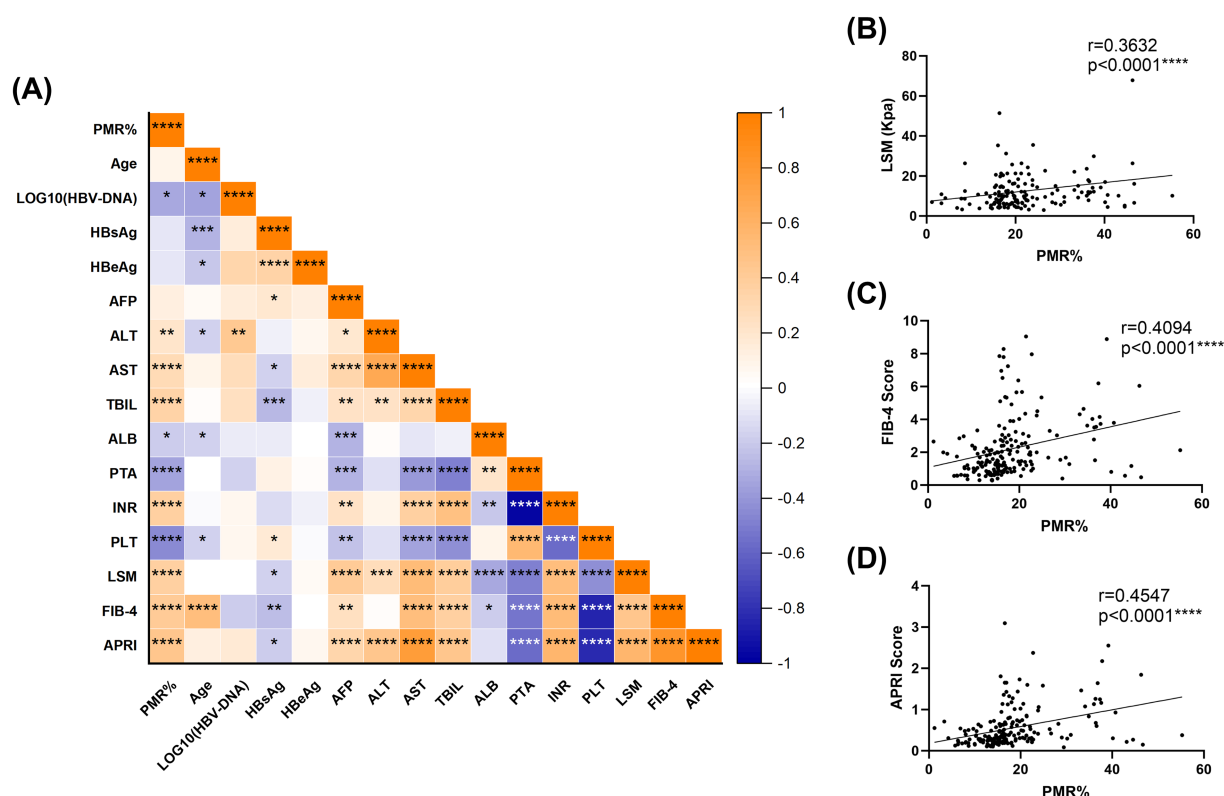 (A)
PMR% ****
Age ****
LOG10(HBV-DNA) * * ****
HBsAg *** ****
HBeAg * **** ****
AFP * ****
ALT ** * ** * ****
AST **** * **** **** ****
TBIL **** *** ** ** **** ****
ALB * * *** ****
PTA **** *** **** **** ** ****
INR **** ** **** **** ** **** ****
PLT **** * * ** **** **** **** **** ****
LSM **** * **** *** **** **** **** **** **** **** ****
FIB-4 **** **** ** ** **** **** * **** **** **** **** ****
APRI **** * **** **** **** **** **** **** **** **** **** ****
PMR% Age LOG10(HBV-DNA) HBsAg HBeAg AFP ALT AST TBIL ALB PTA INR PLT LSM FIB-4 APRI
1
0.8
0.6
0.4
0.2
0
-0.2
-0.4
-0.6
-0.8
-1
(B)
r=0.3632
p<0.0001****
LSM (Kpa)
80
60
40
20
0
0 20 40 60
PMR%
(C)
r=0.4094
p<0.0001****
FIB-4 Score
10
8
6
4
2
0
0 20 40 60
PMR%
(D)
r=0.4547
p<0.0001****
APRI Score
4
3
2
1
0
0 20 40 60
PMR%